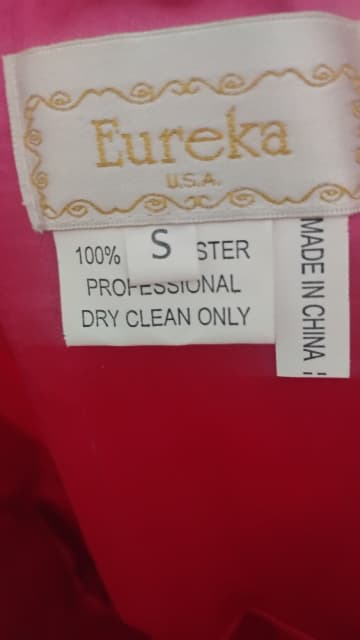 Eureka
U.S.A.
S
100% STER
PROFESSIONAL
DRY CLEAN ONLY
MADE IN CHINA